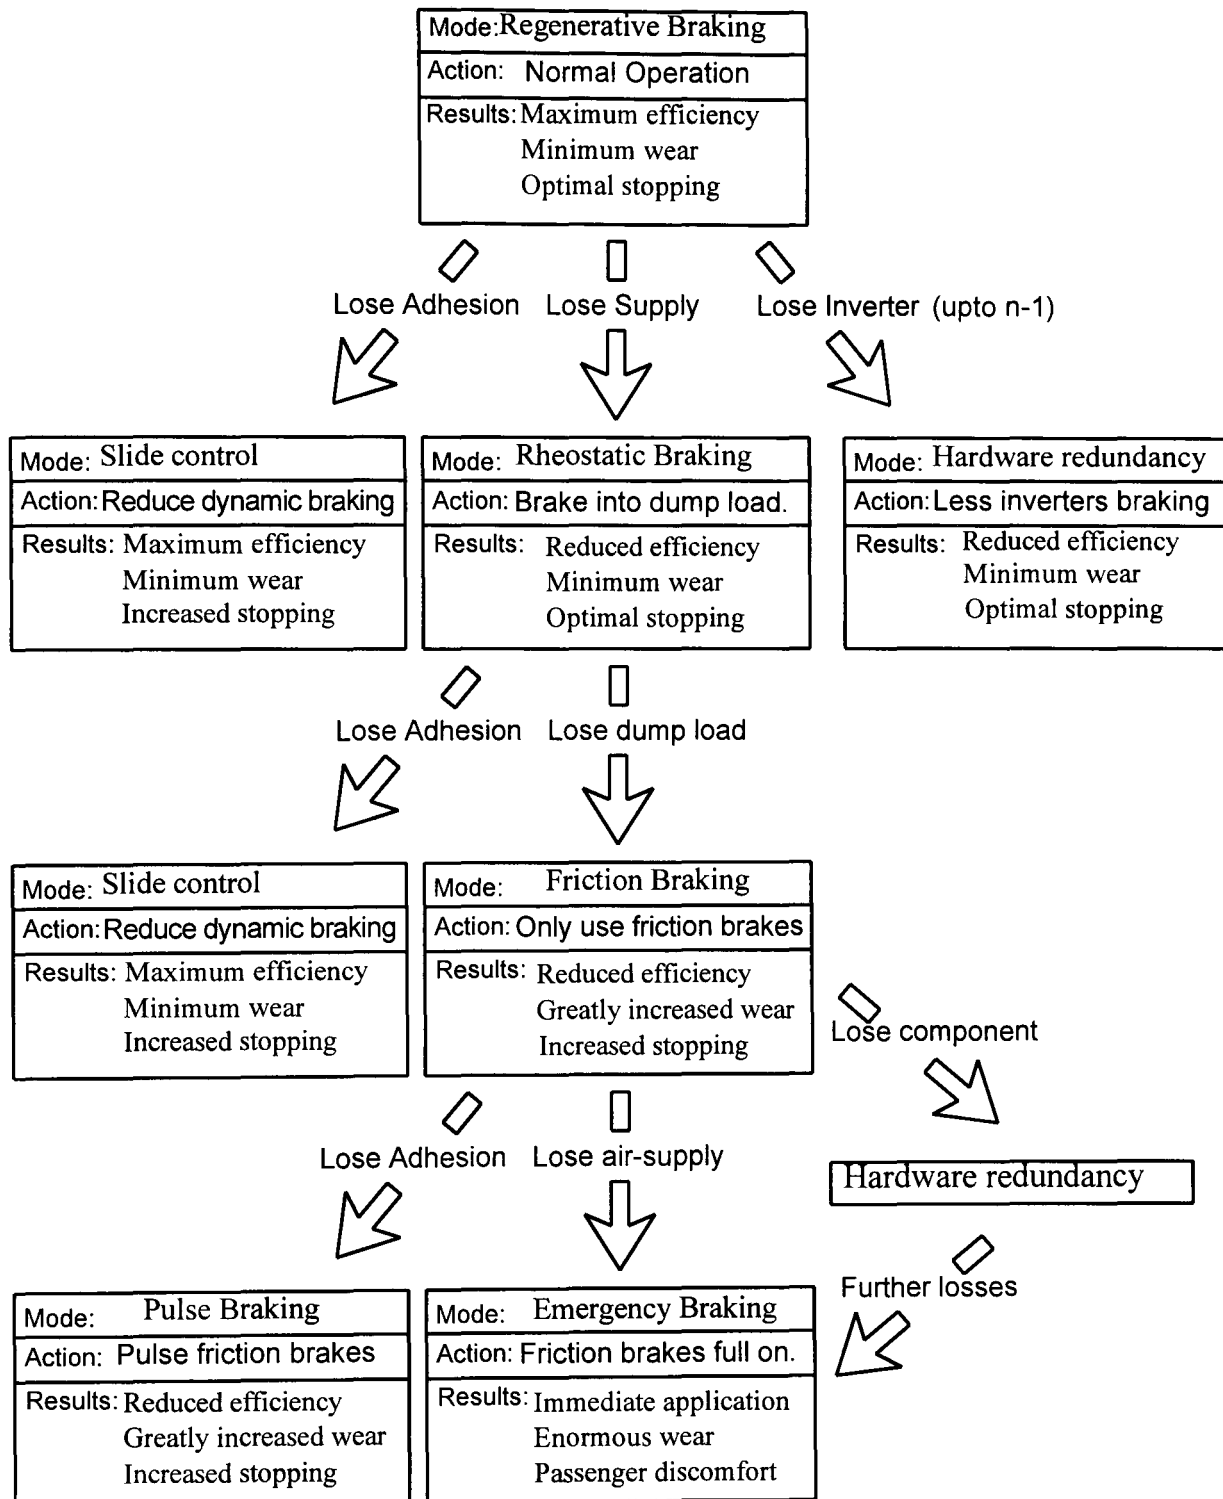 Mode: Regenerative Braking
Action: Normal Operation
Results: Maximum efficiency
Minimum wear
Optimal stopping
Lose Adhesion
Lose Supply
Lose Inverter (upto n-1)
Mode: Slide control
Action: Reduce dynamic braking
Results: Maximum efficiency
Minimum wear
Increased stopping
Mode: Rheostatic Braking
Action: Brake into dump load.
Results: Reduced efficiency
Minimum wear
Optimal stopping
Mode: Hardware redundancy
Action: Less inverters braking
Results: Reduced efficiency
Minimum wear
Optimal stopping
Lose Adhesion
Lose dump load
Mode: Slide control
Action: Reduce dynamic braking
Results: Maximum efficiency
Minimum wear
Increased stopping
Mode: Friction Braking
Action: Only use friction brakes
Results: Reduced efficiency
Greatly increased wear
Increased stopping
Lose component
Lose Adhesion
Lose air-supply
Hardware redundancy
Further losses
Mode: Pulse Braking
Action: Pulse friction brakes
Results: Reduced efficiency
Greatly increased wear
Increased stopping
Mode: Emergency Braking
Action: Friction brakes full on.
Results: Immediate application
Enormous wear
Passenger discomfort